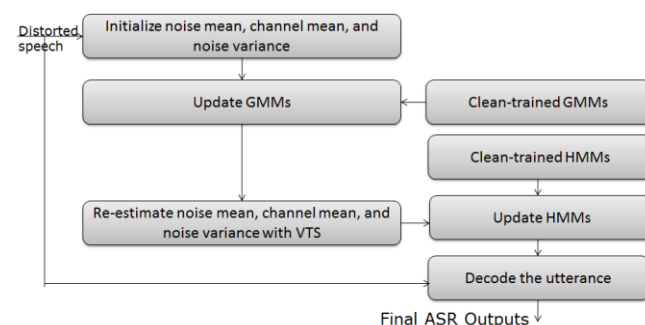 Distorted
speech
Initialize noise mean, channel mean, and
noise variance
Update GMMs
Clean-trained GMMs
Clean-trained HMMs
Re-estimate noise mean, channel mean, and
noise variance with VTS
Update HMMs
Decode the utterance
Final ASR Outputs